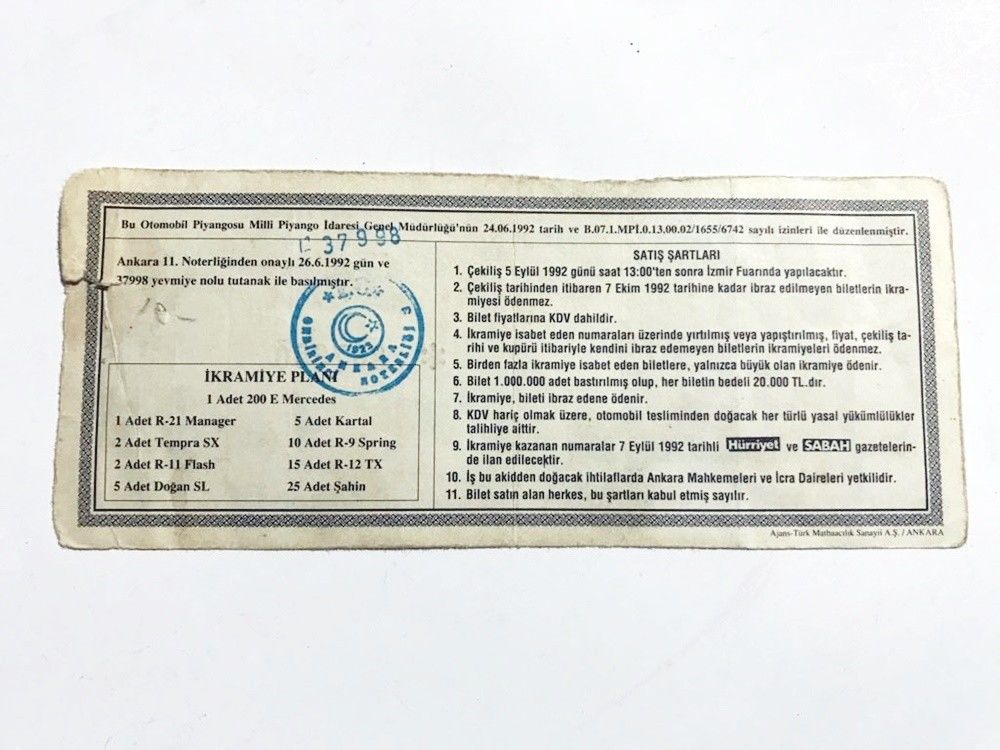 Bu Otomobil Piyangosu Milli Piyango İdaresi Genel Müdürlüğü'nün 24.06.1992 tarih ve B.07.1.MPİ.0.13.00.02/1655/6742 sayılı izinleri ile düzenlenmiştir.
37998
Ankara 11. Noterliğinden onaylı 26.6.1992 gün ve
37998 yevmiye nolu tutanak ile basılmıştır.
ANKARA
ONBİRİNCİ NOTERLİĞİ
1923
İKRAMİYE PLANI
1 Adet 200 E Mercedes
1 Adet R-21 Manager 5 Adet Kartal
2 Adet Tempra SX 10 Adet R-9 Spring
2 Adet R-11 Flash 15 Adet R-12 TX
5 Adet Doğan SL 25 Adet Şahin
SATIŞ ŞARTLARI
1. Çekiliş 5 Eylül 1992 günü saat 13:00'ten sonra İzmir Fuarında yapılacaktır.
2. Çekiliş tarihinden itibaren 7 Ekim 1992 tarihine kadar ibraz edilmeyen biletlerin ikra-
miyesi ödenmez.
3. Bilet fiyatlarına KDV dahildir.
4. İkramiye isabet eden numaraları üzerinde yırtılmış veya yapıştırılmış, fiyat, çekiliş ta-
rihi ve kupürü itibariyle kendini ibraz edemeyen biletlerin ikramiyeleri ödenmez.
5. Birden fazla ikramiye isabet eden biletlere, yalnızca büyük olan ikramiye ödenir.
6. Bilet 1.000.000 adet bastırılmış olup, her biletin bedeli 20.000 TL.dır.
7. İkramiye, bileti ibraz edene ödenir.
8. KDV hariç olmak üzere, otomobil tesliminden doğacak her türlü yasal yükümlülükler
talihliye aittir.
9. İkramiye kazanan numaralar 7 Eylül 1992 tarihli Hürriyet ve SABAH gazetelerin-
de ilan edilecektir.
10. İş bu akidden doğacak ihtilaflarda Ankara Mahkemeleri ve İcra Daireleri yetkilidir.
11. Bilet satın alan herkes, bu şartları kabul etmiş sayılır.
Ajans-Türk Matbaacılık Sanayii A.Ş. / ANKARA